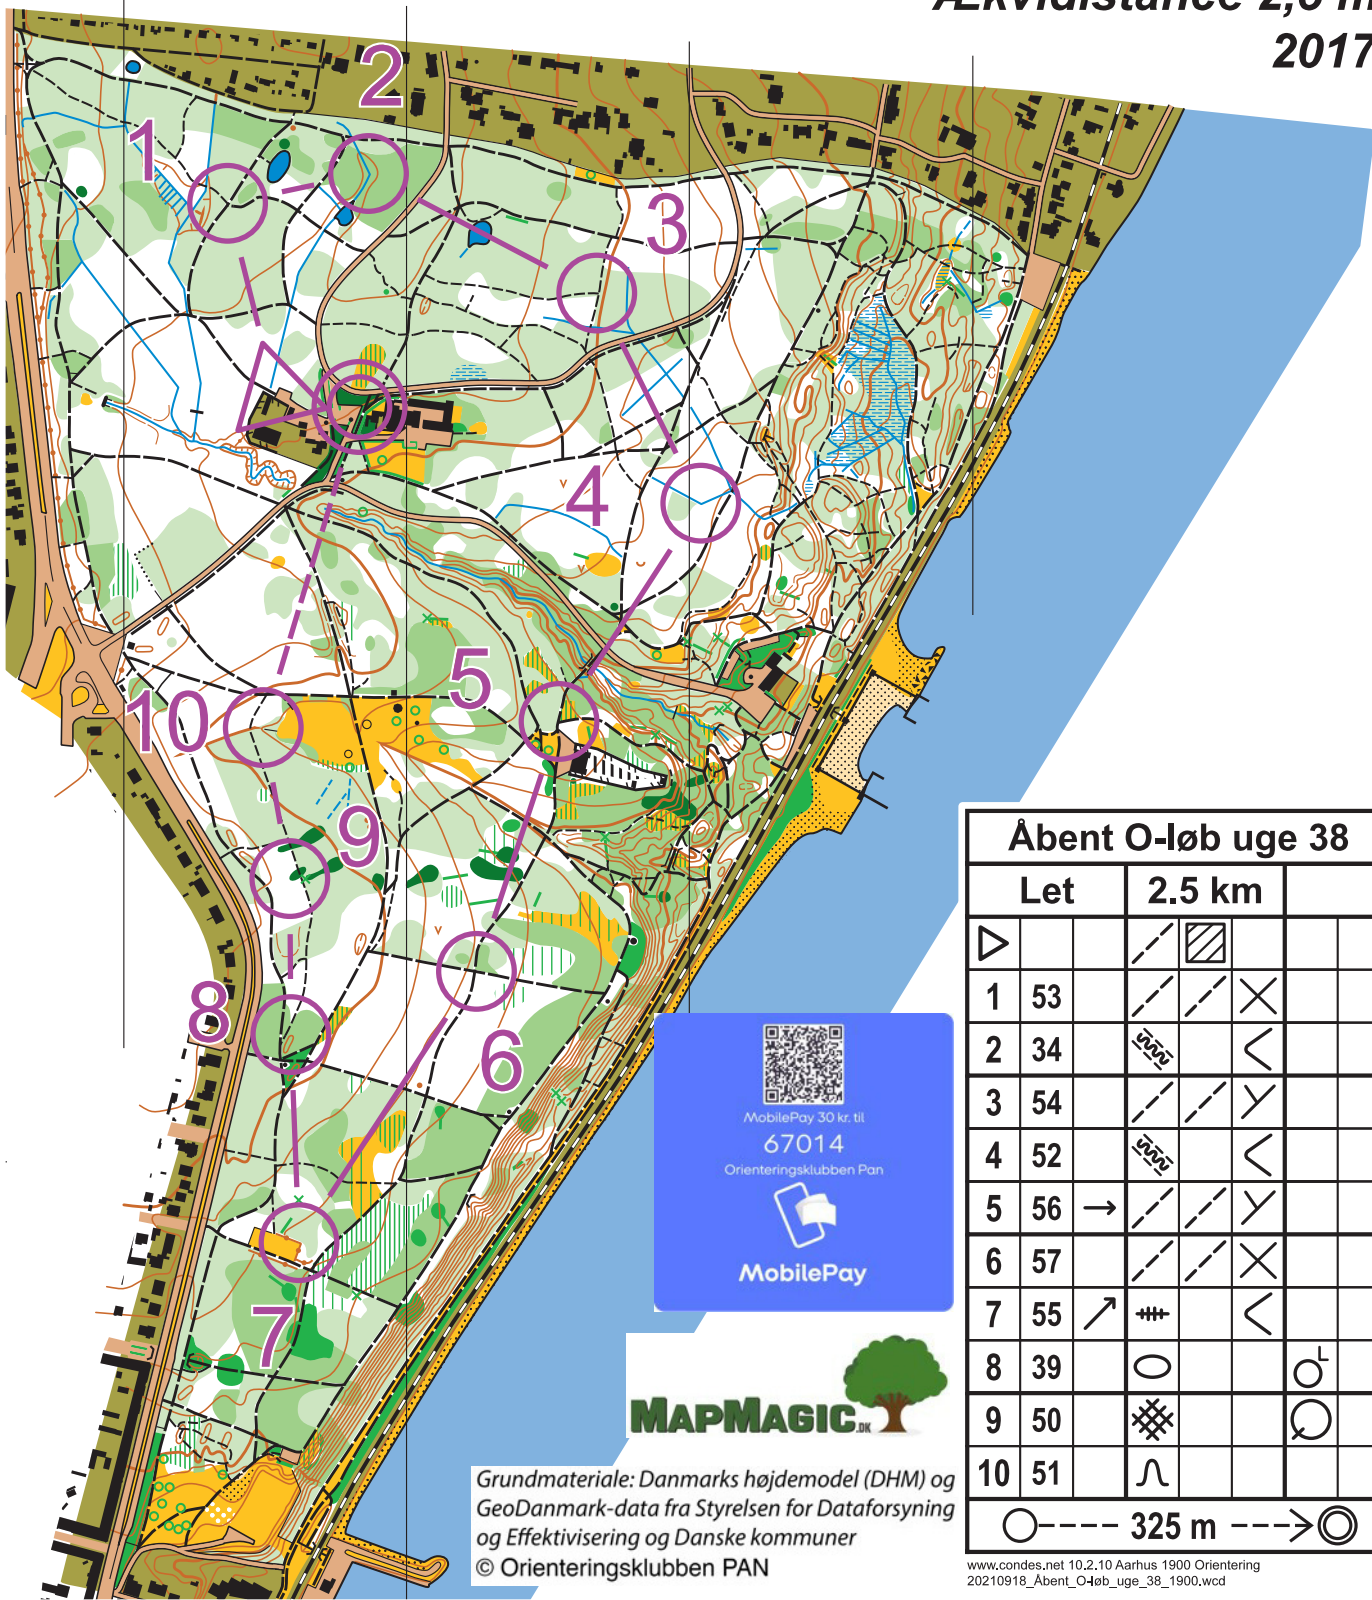 Ækvidistance 2,5 m
2017
1
2
3
4
5
6
7
8
9
10
Åbent O-løb uge 38
Let 2.5 km
1 53
2 34
3 54
4 52
5 56
6 57
7 55
8 39 L
9 50
10 51
325 m
MobilePay 30 kr. til
67014
Orienteringsklubben Pan
MobilePay
MAPMAGIC.DK
Grundmateriale: Danmarks højdemodel (DHM) og
GeoDanmark-data fra Styrelsen for Dataforsyning
og Effektivisering og Danske kommuner
© Orienteringsklubben PAN
www.condes.net 10.2.10 Aarhus 1900 Orientering
20210918_Åbent_O-løb_uge_38_1900.wcd